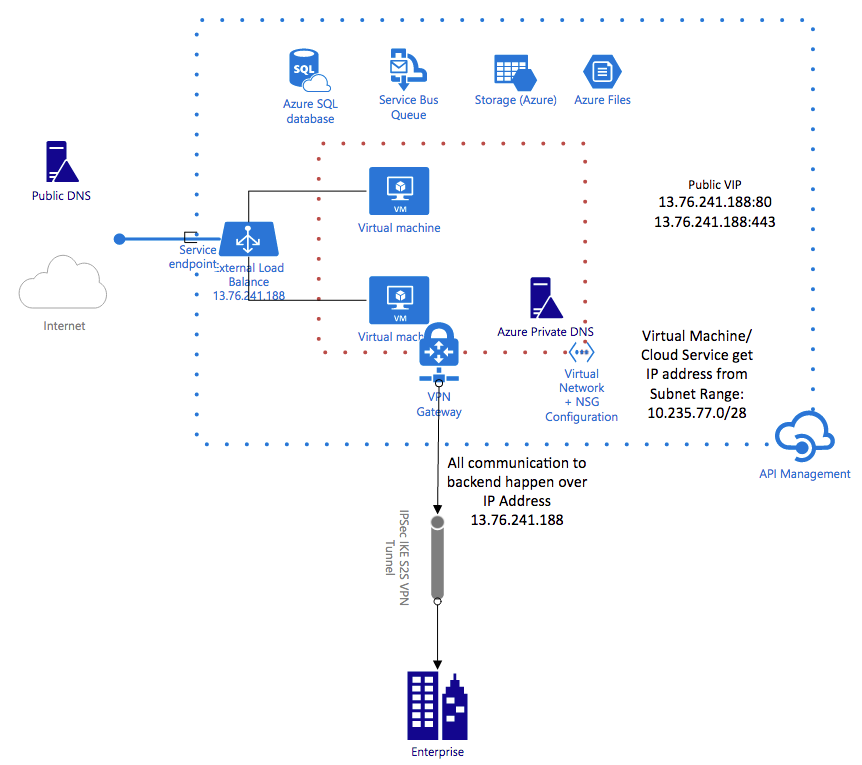 SQL
Azure SQL
database
Service Bus
Queue
Storage (Azure)
Azure Files
Public DNS
VM
Virtual machine
Public VIP
13.76.241.188:80
13.76.241.188:443
Service
endpoint
External Load
Balance
13.76.241.188
Internet
VM
Virtual mach
Azure Private DNS
Virtual
Network
+ NSG
Configuration
Virtual Machine/
Cloud Service get
IP address from
Subnet Range:
10.235.77.0/28
VPN
Gateway
API Management
All communication to
backend happen over
IP Address
13.76.241.188
IPSec IKE S2S VPN
Tunnel
Enterprise